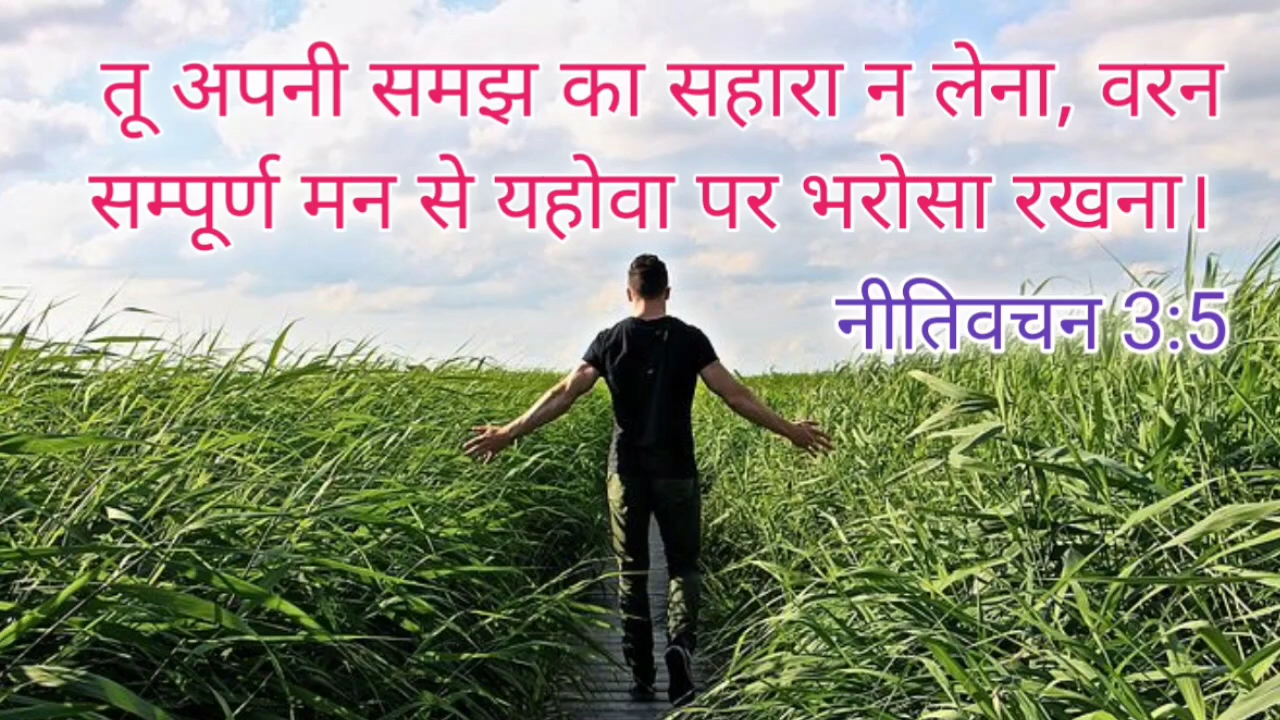 तू अपनी समझ का सहारा न लेना, वरन
सम्पूर्ण मन से यहोवा पर भरोसा रखना।
नीतिवचन 3:5